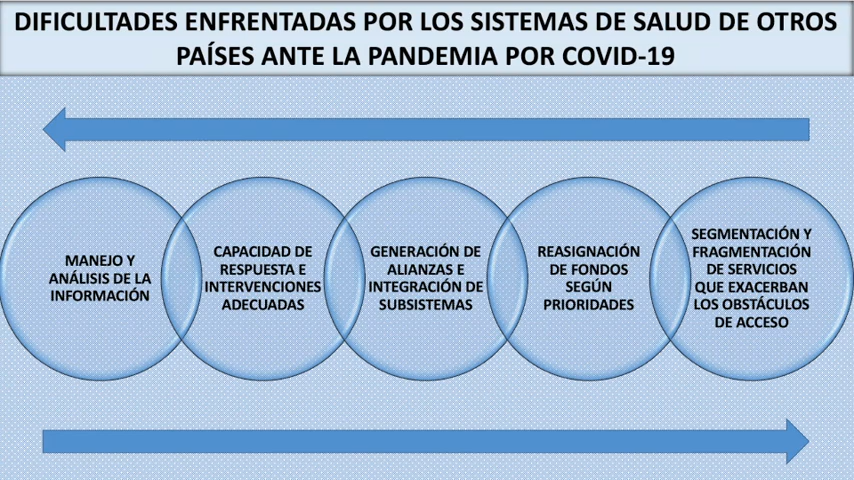 DIFICULTADES ENFRENTADAS POR LOS SISTEMAS DE SALUD DE OTROS
PAÍSES ANTE LA PANDEMIA POR COVID-19
MANEJO Y
ANÁLISIS DE LA
INFORMACIÓN
CAPACIDAD DE
RESPUESTA E
INTERVENCIONES
ADECUADAS
GENERACIÓN DE
ALIANZAS E
INTEGRACIÓN DE
SUBSISTEMAS
REASIGNACIÓN
DE FONDOS
SEGÚN
PRIORIDADES
SEGMENTACIÓN Y
FRAGMENTACIÓN
DE SERVICIOS
QUE EXACERBAN
LOS OBSTÁCULOS
DE ACCESO